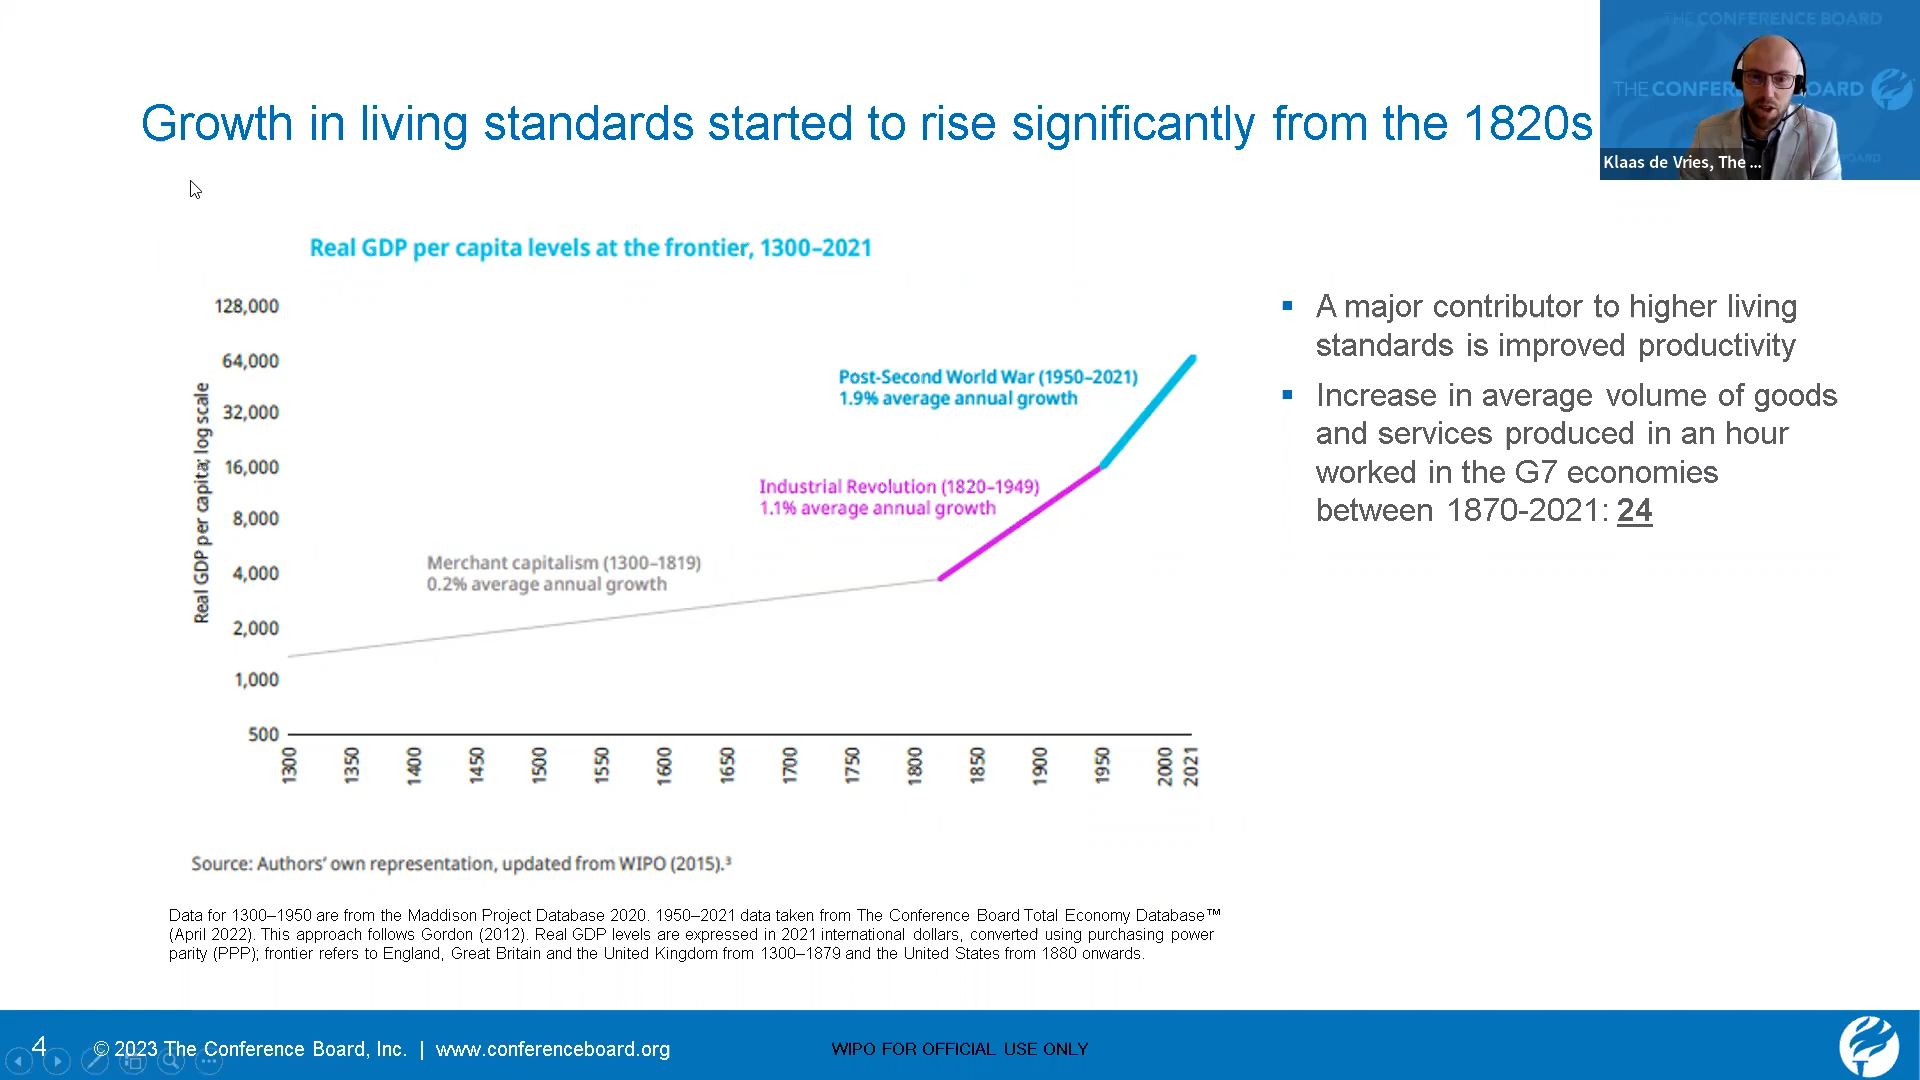 THE CONFERENCE BOARD
Klaas de Vries, The ...
Growth in living standards started to rise significantly from the 1820s
Real GDP per capita levels at the frontier, 1300–2021
Real GDP per capita; log scale
128,000
64,000
32,000
16,000
8,000
4,000
2,000
1,000
500
Post-Second World War (1950–2021)
1.9% average annual growth
Industrial Revolution (1820–1949)
1.1% average annual growth
Merchant capitalism (1300–1819)
0.2% average annual growth
1300
1350
1400
1450
1500
1550
1600
1650
1700
1750
1800
1850
1900
1950
2000
2021
▪ A major contributor to higher living
standards is improved productivity
▪ Increase in average volume of goods
and services produced in an hour
worked in the G7 economies
between 1870-2021: 24
Source: Authors’ own representation, updated from WIPO (2015).³
Data for 1300–1950 are from the Maddison Project Database 2020. 1950–2021 data taken from The Conference Board Total Economy Database™
(April 2022). This approach follows Gordon (2012). Real GDP levels are expressed in 2021 international dollars, converted using purchasing power
parity (PPP); frontier refers to England, Great Britain and the United Kingdom from 1300–1879 and the United States from 1880 onwards.
4
© 2023 The Conference Board, Inc. | www.conferenceboard.org
WIPO FOR OFFICIAL USE ONLY